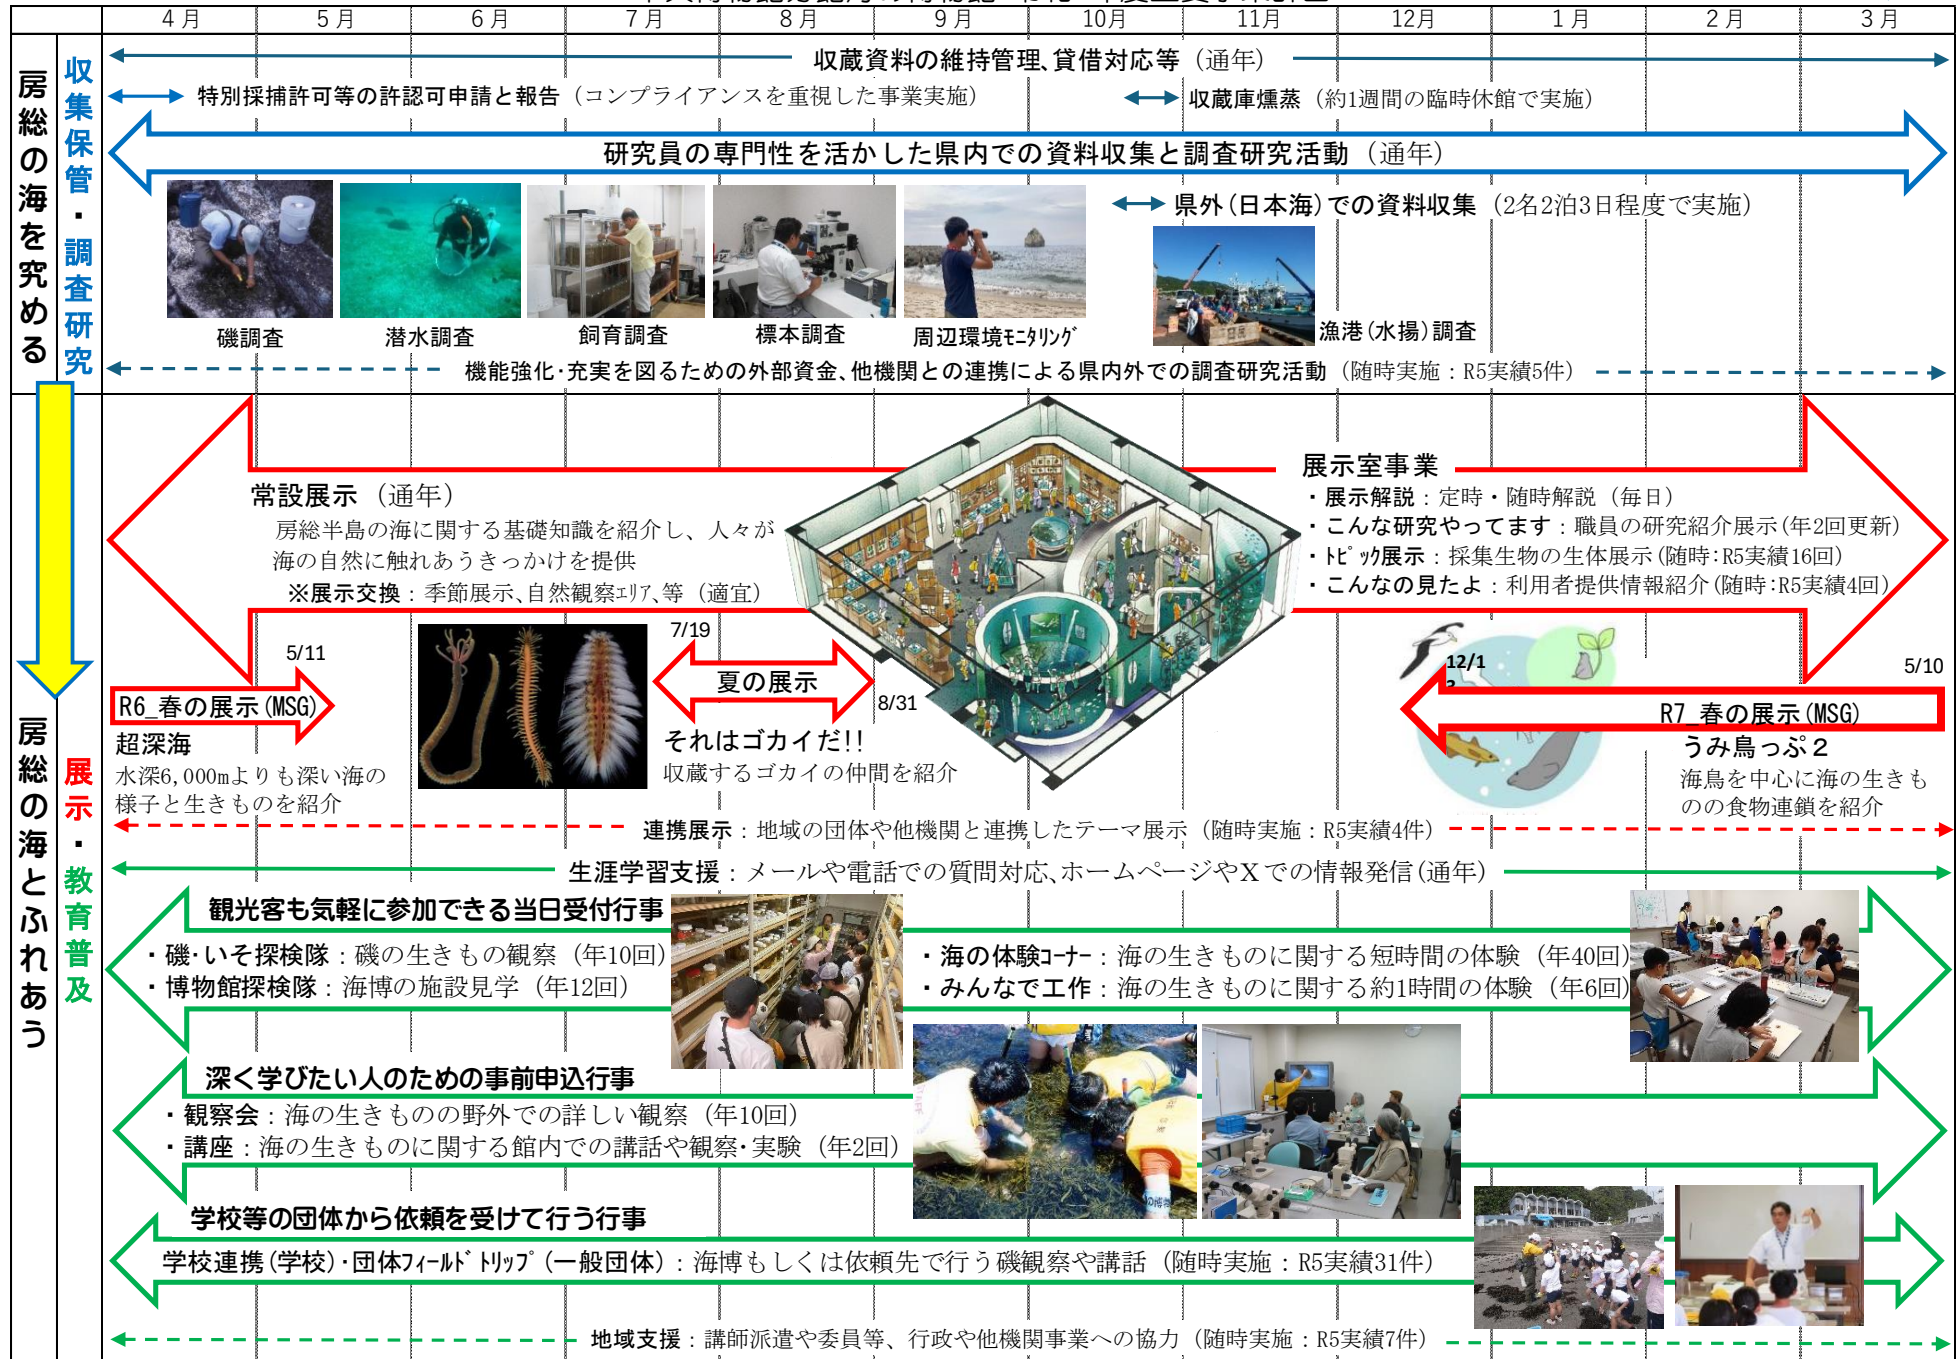 4月 5月 6月 7月 8月 9月 10月 11月 12月 1月 2月 3月
房総の海を究める
収集保管・調査研究
収蔵資料の維持管理、貸借対応等（通年）
特別採捕許可等の許認可申請と報告（コンプライアンスを重視した事業実施）
収蔵庫燻蒸（約1週間の臨時休館で実施）
研究員の専門性を活かした県内での資料収集と調査研究活動（通年）
県外(日本海)での資料収集（2名2泊3日程度で実施）
磯調査
潜水調査
飼育調査
標本調査
周辺環境ﾓﾆﾀﾘﾝｸﾞ
漁港(水揚)調査
機能強化･充実を図るための外部資金、他機関との連携による県内外での調査研究活動（随時実施：R5実績5件）
房総の海とふれあう
展示・教育普及
常設展示（通年）
房総半島の海に関する基礎知識を紹介し、人々が
海の自然に触れあうきっかけを提供
※展示交換：季節展示、自然観察ｴﾘｱ、等（適宜）
展示室事業
・展示解説：定時・随時解説（毎日）
・こんな研究やってます：職員の研究紹介展示(年2回更新)
・ﾄﾋﾟｯｸ展示：採集生物の生体展示(随時:R5実績16回)
・こんなの見たよ：利用者提供情報紹介(随時:R5実績4回)
5/11
R6_春の展示(MSG)
超深海
水深6,000mよりも深い海の
様子と生きものを紹介
7/19
夏の展示
8/31
それはゴカイだ!!
収蔵するゴカイの仲間を紹介
12/1
5/10
R7_春の展示(MSG)
うみ鳥っぷ２
海鳥を中心に海の生きも
のの食物連鎖を紹介
連携展示：地域の団体や他機関と連携したテーマ展示（随時実施：R5実績4件）
生涯学習支援：メールや電話での質問対応、ホームページやXでの情報発信(通年)
観光客も気軽に参加できる当日受付行事
・磯･いそ探検隊：磯の生きもの観察（年10回）
・博物館探検隊：海博の施設見学（年12回）
・海の体験ｺｰﾅｰ：海の生きものに関する短時間の体験（年40回）
・みんなで工作：海の生きものに関する約1時間の体験（年6回）
深く学びたい人のための事前申込行事
・観察会：海の生きものの野外での詳しい観察（年10回）
・講座：海の生きものに関する館内での講話や観察･実験（年2回）
学校等の団体から依頼を受けて行う行事
学校連携(学校)･団体ﾌｨｰﾙﾄﾞﾄﾘｯﾌﾟ(一般団体)：海博もしくは依頼先で行う磯観察や講話（随時実施：R5実績31件）
地域支援：講師派遣や委員等、行政や他機関事業への協力（随時実施：R5実績7件）